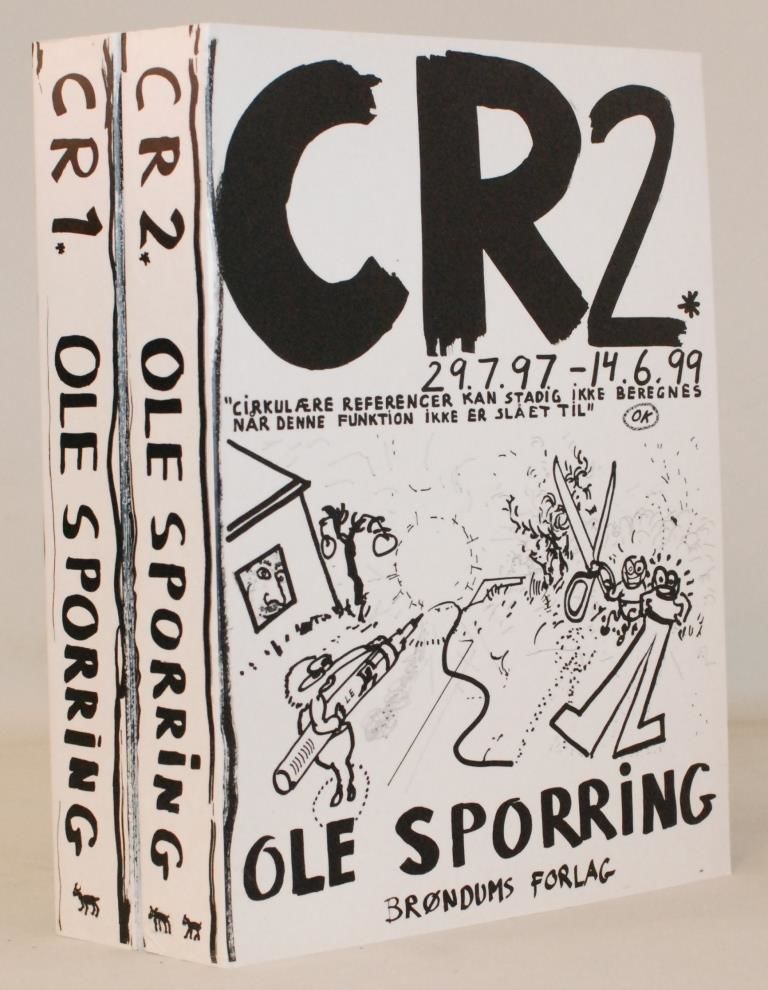 CR1.*
OLE SPORRING
CR2.*
OLE SPORRING
CR2.*
29.7.97 - 14.6.99
"CIRKULÆRE REFERENCER KAN STADIG IKKE BEREGNES
NÅR DENNE FUNKTION IKKE ER SLÅET TIL"
OK
OLE SPORRING
BRØNDUMS FORLAG